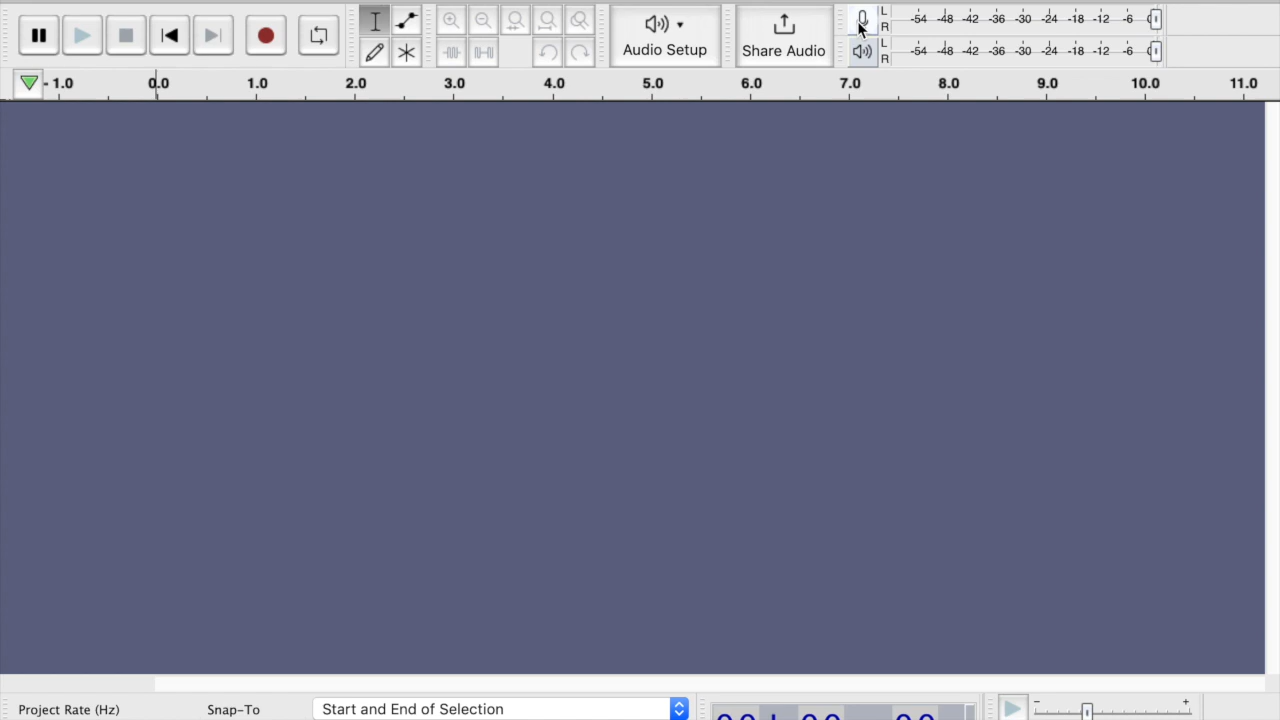 L
R
-54 -48 -42 -36 -30 -24 -18 -12 -6
Audio Setup
Share Audio
L
R
-54 -48 -42 -36 -30 -24 -18 -12 -6
- 1.0 0.0 1.0 2.0 3.0 4.0 5.0 6.0 7.0 8.0 9.0 10.0 11.0
Project Rate (Hz) Snap-To Start and End of Selection
- +